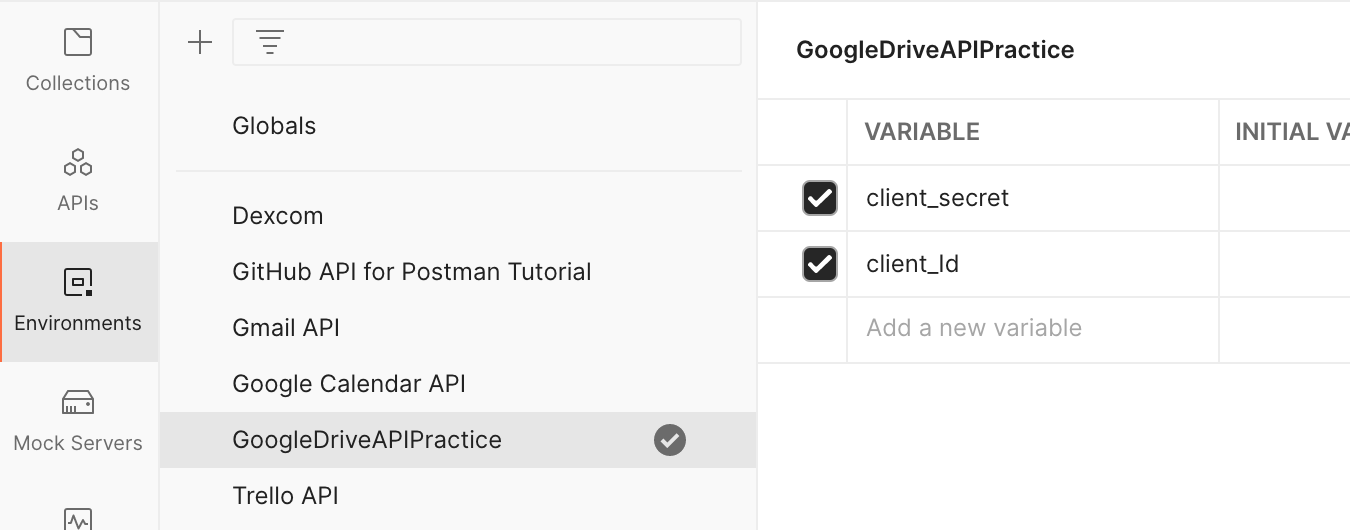 Collections
APIs
Environments
Mock Servers
Globals
Dexcom
GitHub API for Postman Tutorial
Gmail API
Google Calendar API
GoogleDriveAPIPractice
Trello API
GoogleDriveAPIPractice
VARIABLE INITIAL VA
client_secret
client_Id
Add a new variable